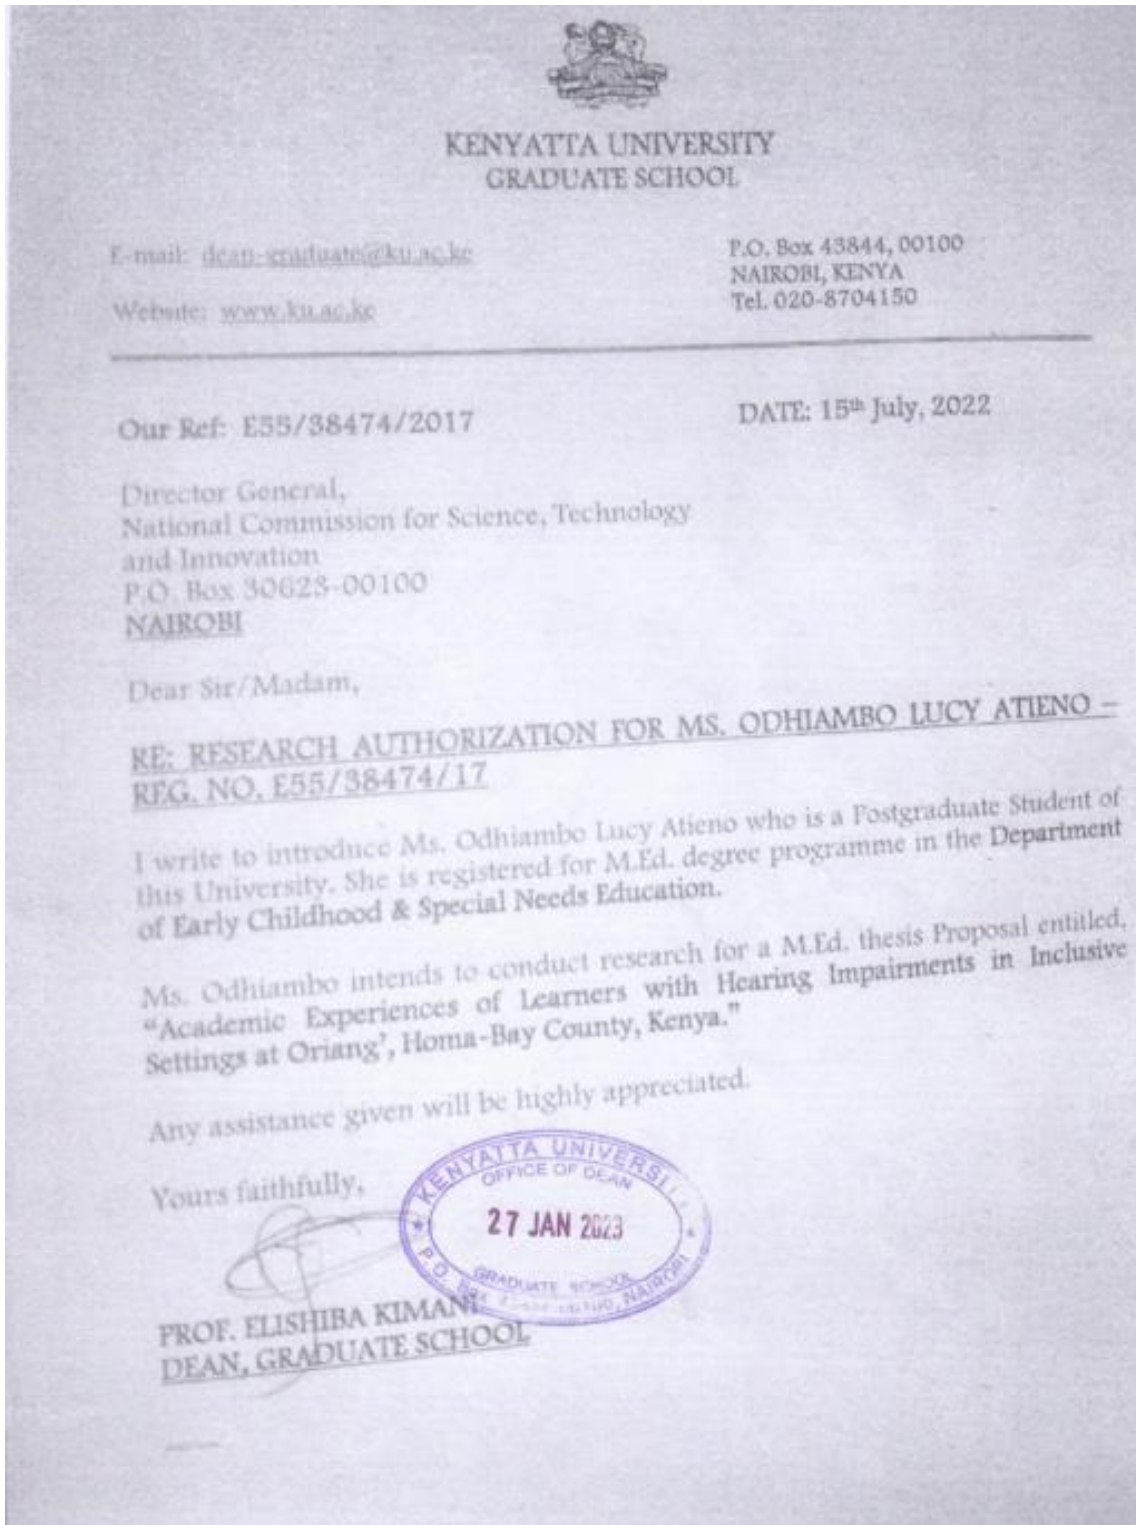 KENYATTA UNIVERSITY
GRADUATE SCHOOL
E-mail: dean-graduate@ku.ac.ke
Website: www.ku.ac.ke
P.O. Box 43844, 00100
NAIROBI, KENYA
Tel. 020-8704150
Our Ref: E55/38474/2017
DATE: 15th July, 2022
Director General,
National Commission for Science, Technology
and Innovation
P.O. Box 30623-00100
NAIROBI
Dear Sir/Madam,
RE: RESEARCH AUTHORIZATION FOR MS. ODHIAMBO LUCY ATIENO –
REG. NO. E55/38474/17
I write to introduce Ms. Odhiambo Lucy Atieno who is a Postgraduate Student of
this University. She is registered for M.Ed. degree programme in the Department
of Early Childhood & Special Needs Education.
Ms. Odhiambo intends to conduct research for a M.Ed. thesis Proposal entitled,
“Academic Experiences of Learners with Hearing Impairments in Inclusive
Settings at Oriang’, Homa-Bay County, Kenya.”
Any assistance given will be highly appreciated.
Yours faithfully,
KENYATTA
OFFICE OF DEAN
27 JAN 2023
GRADUATE SCHOOL
P.O. Box NAIROBI
PROF. ELISHIBA KIMANI
DEAN, GRADUATE SCHOOL